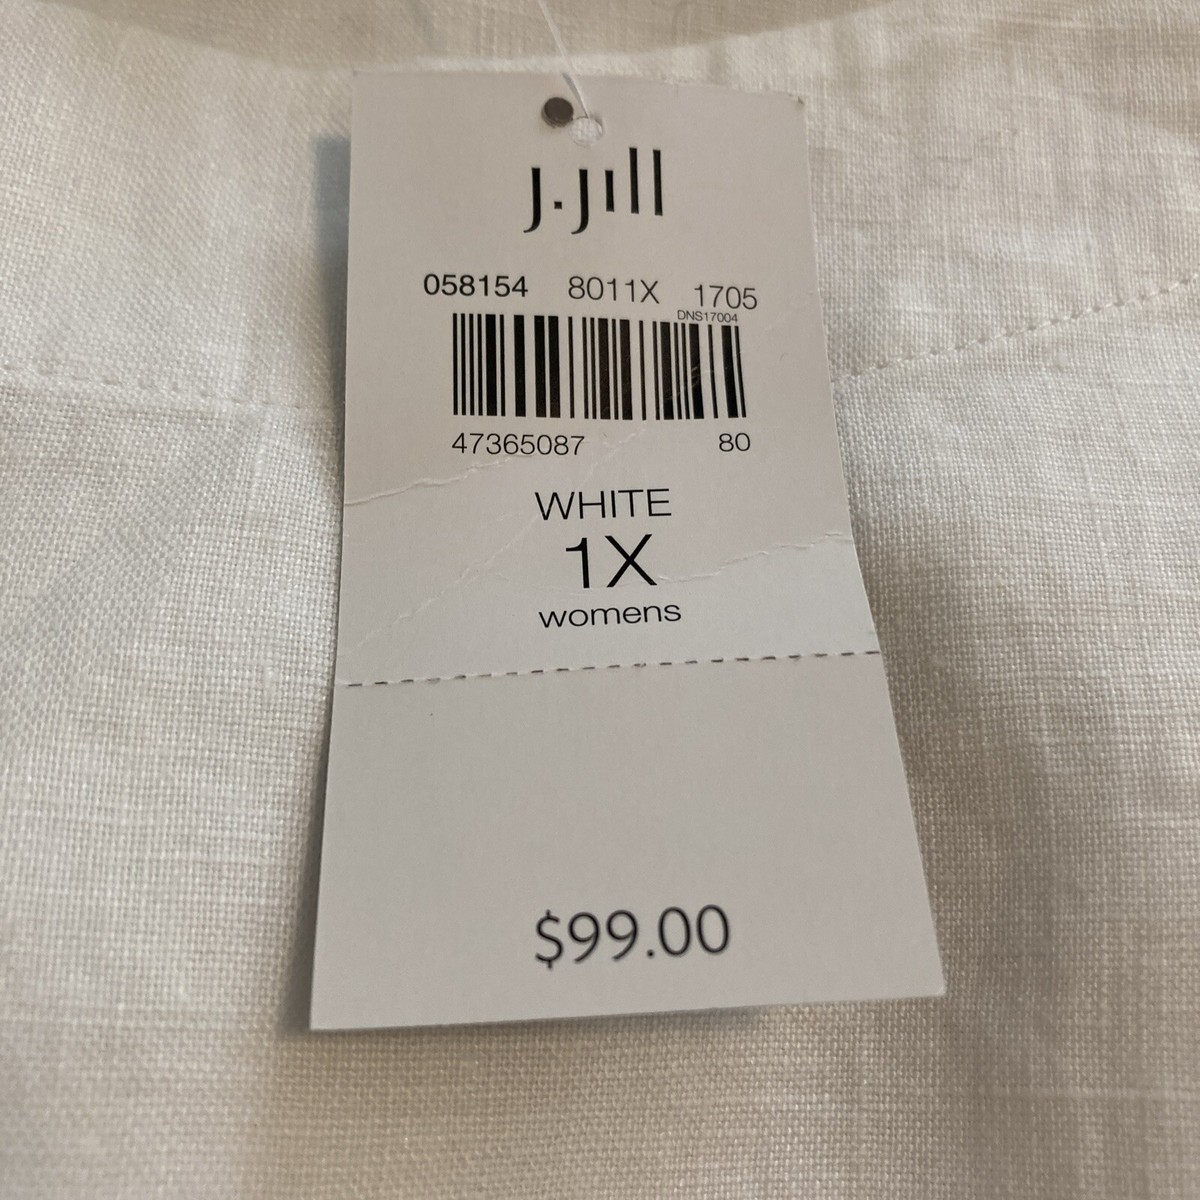 J.Jill
058154 8011X 1705
DNS17004
47365087 80
WHITE
1X
womens
$99.00